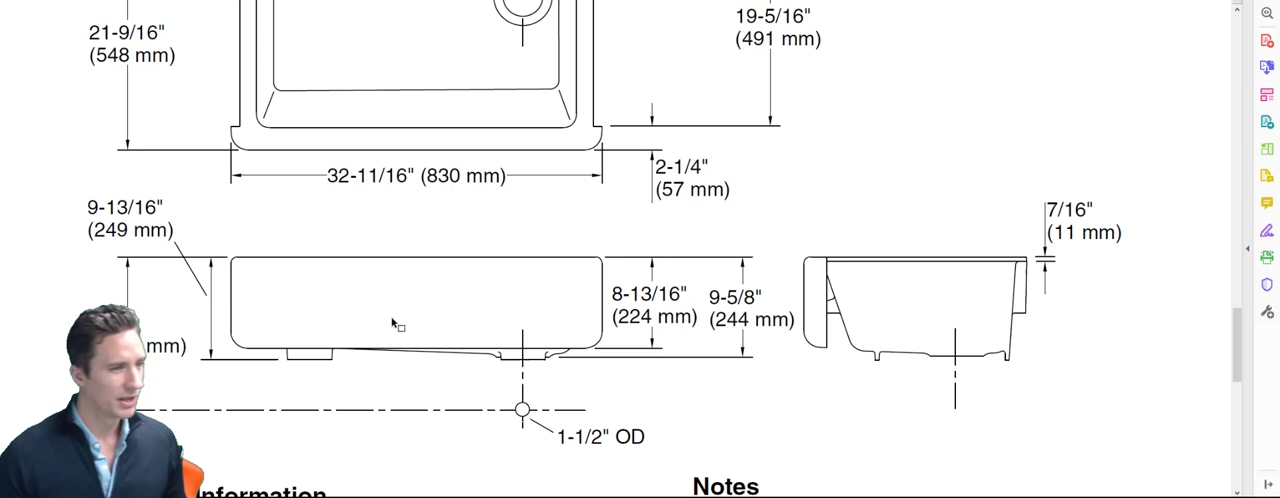 21-9/16"
(548 mm)
19-5/16"
(491 mm)
32-11/16" (830 mm)
2-1/4"
(57 mm)
9-13/16"
(249 mm)
7/16"
(11 mm)
8-13/16"
(224 mm)
9-5/8"
(244 mm)
mm)
1-1/2" OD
nformation
Notes